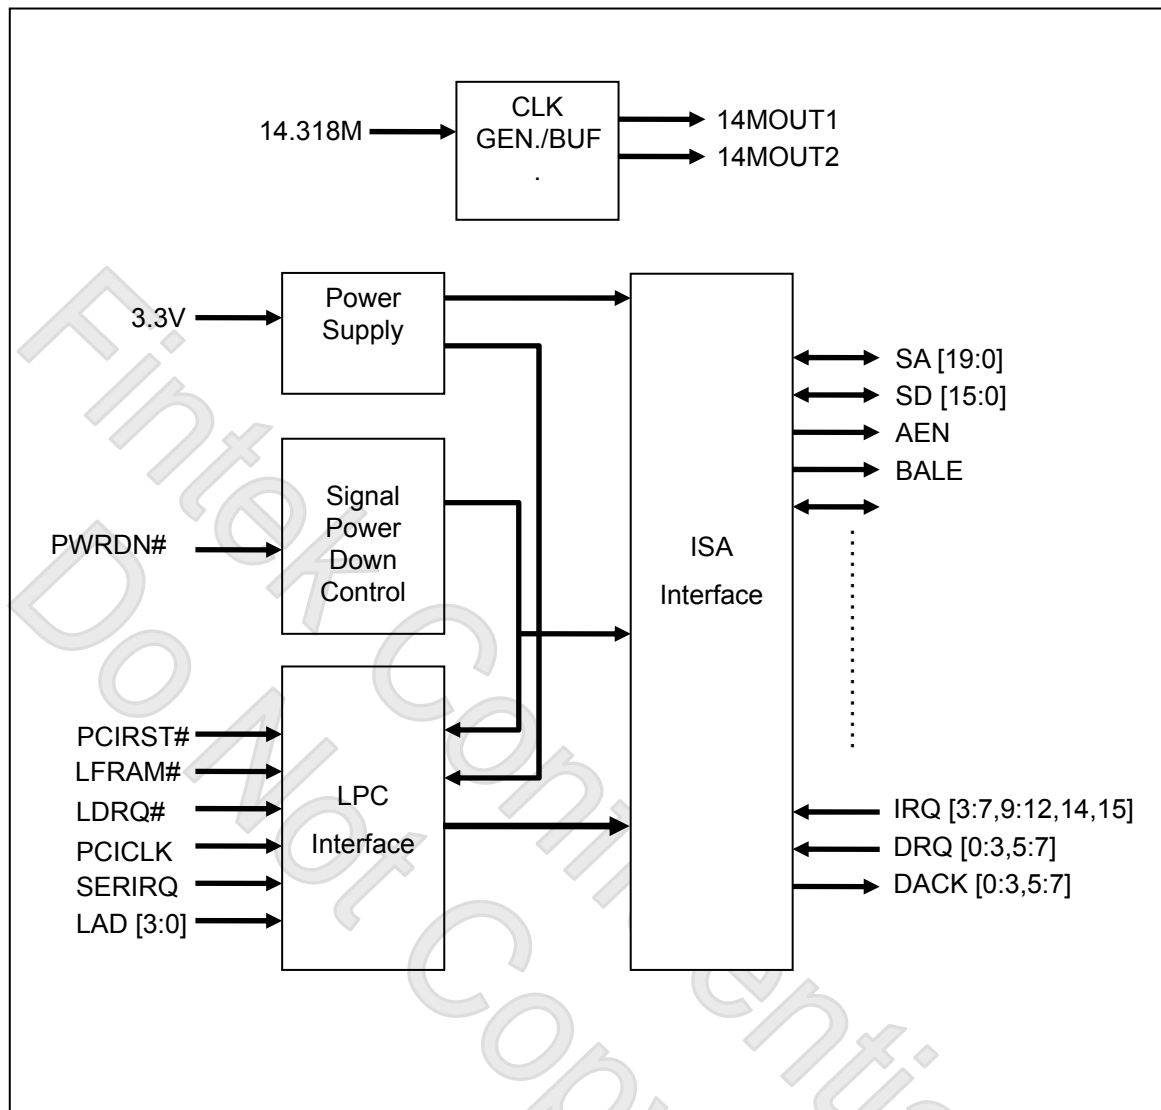 14.318M
CLK
GEN./BUF
.
14MOUT1
14MOUT2
3.3V
Power
Supply
PWRDN#
Signal
Power
Down
Control
PCIRST#
LFRAM#
LDRQ#
PCICLK
SERIRQ
LAD [3:0]
LPC
Interface
ISA
Interface
SA [19:0]
SD [15:0]
AEN
BALE
IRQ [3:7,9:12,14,15]
DRQ [0:3,5:7]
DACK [0:3,5:7]
Fintek Confidentia
Do Not Copy